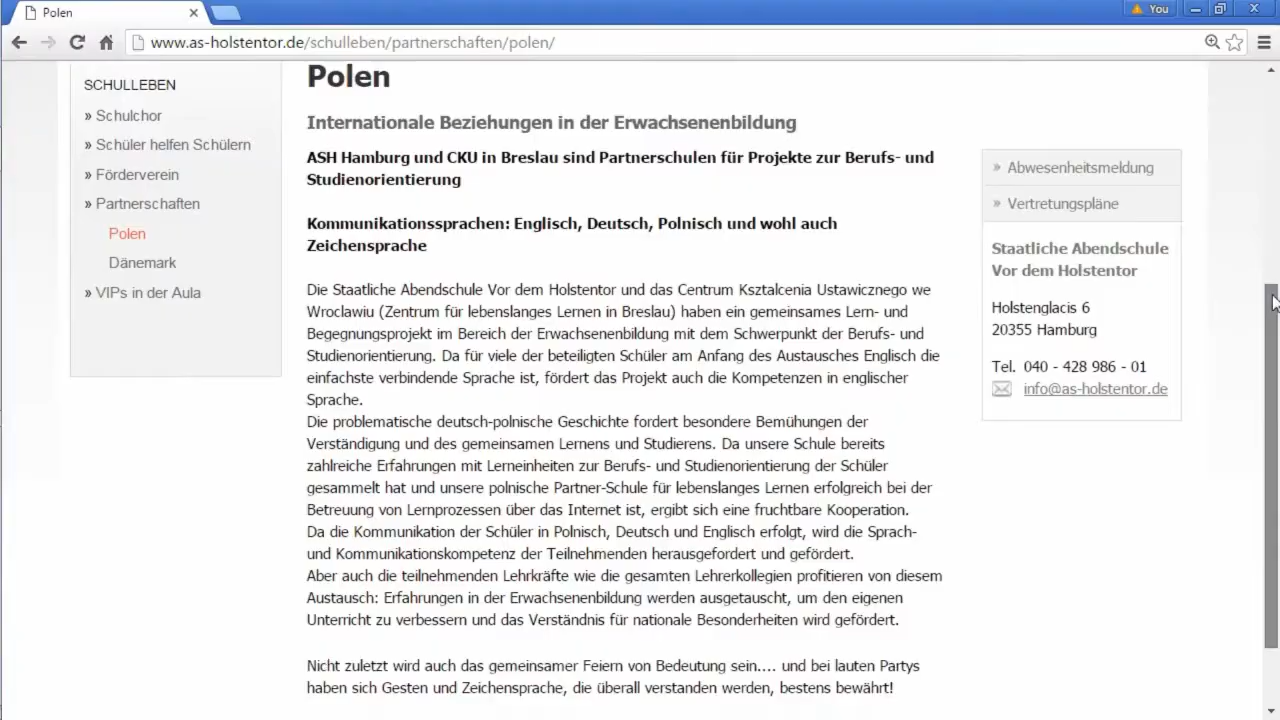 Polen
You
www.as-holstentor.de/schulleben/partnerschaften/polen/
SCHULLEBEN
» Schulchor
» Schüler helfen Schülern
» Förderverein
» Partnerschaften
Polen
Dänemark
» VIPs in der Aula
Polen
Internationale Beziehungen in der Erwachsenenbildung
ASH Hamburg und CKU in Breslau sind Partnerschulen für Projekte zur Berufs- und
Studienorientierung
Kommunikationssprachen: Englisch, Deutsch, Polnisch und wohl auch
Zeichensprache
Die Staatliche Abendschule Vor dem Holstentor und das Centrum Ksztalcenia Ustawicznego we
Wroclawiu (Zentrum für lebenslanges Lernen in Breslau) haben ein gemeinsames Lern- und
Begegnungsprojekt im Bereich der Erwachsenenbildung mit dem Schwerpunkt der Berufs- und
Studienorientierung. Da für viele der beteiligten Schüler am Anfang des Austausches Englisch die
einfachste verbindende Sprache ist, fördert das Projekt auch die Kompetenzen in englischer
Sprache.
Die problematische deutsch-polnische Geschichte fordert besondere Bemühungen der
Verständigung und des gemeinsamen Lernens und Studierens. Da unsere Schule bereits
zahlreiche Erfahrungen mit Lerneinheiten zur Berufs- und Studienorientierung der Schüler
gesammelt hat und unsere polnische Partner-Schule für lebenslanges Lernen erfolgreich bei der
Betreuung von Lernprozessen über das Internet ist, ergibt sich eine fruchtbare Kooperation.
Da die Kommunikation der Schüler in Polnisch, Deutsch und Englisch erfolgt, wird die Sprach-
und Kommunikationskompetenz der Teilnehmenden herausgefordert und gefördert.
Aber auch die teilnehmenden Lehrkräfte wie die gesamten Lehrerkollegien profitieren von diesem
Austausch: Erfahrungen in der Erwachsenenbildung werden ausgetauscht, um den eigenen
Unterricht zu verbessern und das Verständnis für nationale Besonderheiten wird gefördert.
Nicht zuletzt wird auch das gemeinsamer Feiern von Bedeutung sein.... und bei lauten Partys
haben sich Gesten und Zeichensprache, die überall verstanden werden, bestens bewährt!
» Abwesenheitsmeldung
» Vertretungspläne
Staatliche Abendschule
Vor dem Holstentor
Holstenglacis 6
20355 Hamburg
Tel. 040 - 428 986 - 01
info@as-holstentor.de